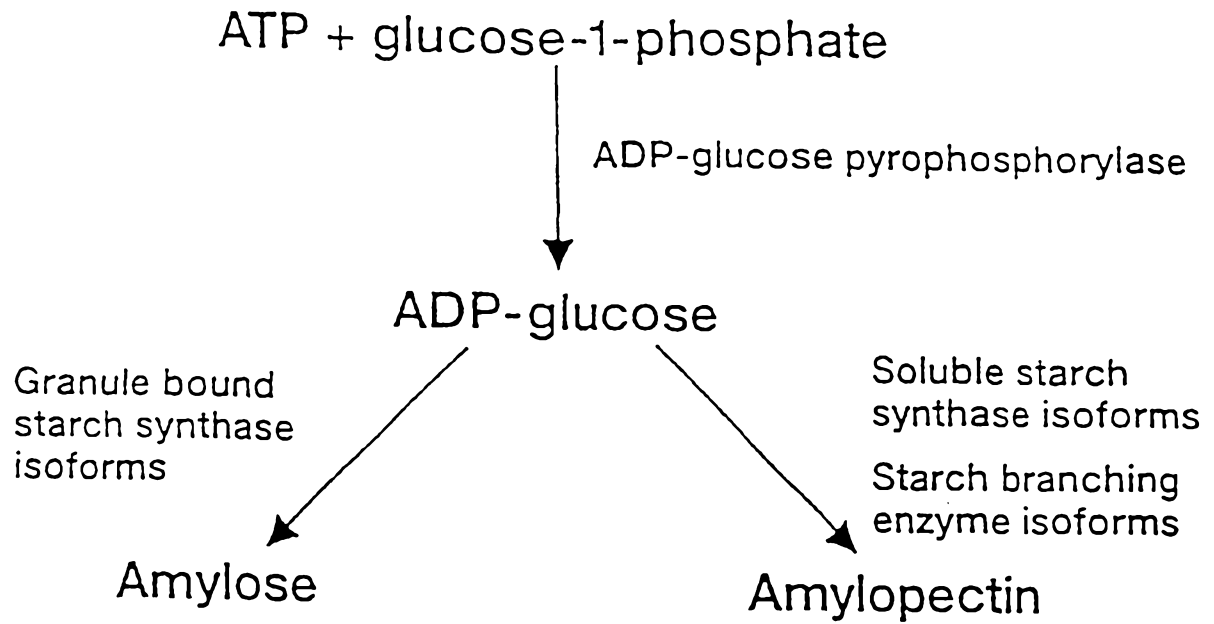 ATP + glucose-1-phosphate
ADP-glucose pyrophosphorylase
ADP-glucose
Granule bound
starch synthase
isoforms
Soluble starch
synthase isoforms
Starch branching
enzyme isoforms
Amylose
Amylopectin